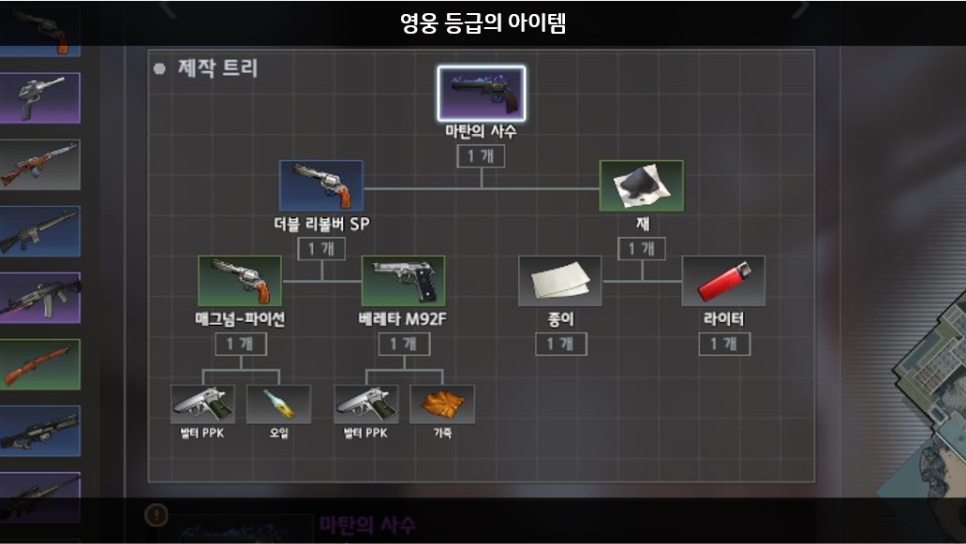 영웅 등급의 아이템
제작 트리
마탄의 사수
1 개
더블 리볼버 SP
재
1 개
1 개
매그넘-파이선
베레타 M92F
종이
라이터
1 개
1 개
1 개
1 개
발터 PPK
오일
발터 PPK
가죽
마탄의 사수